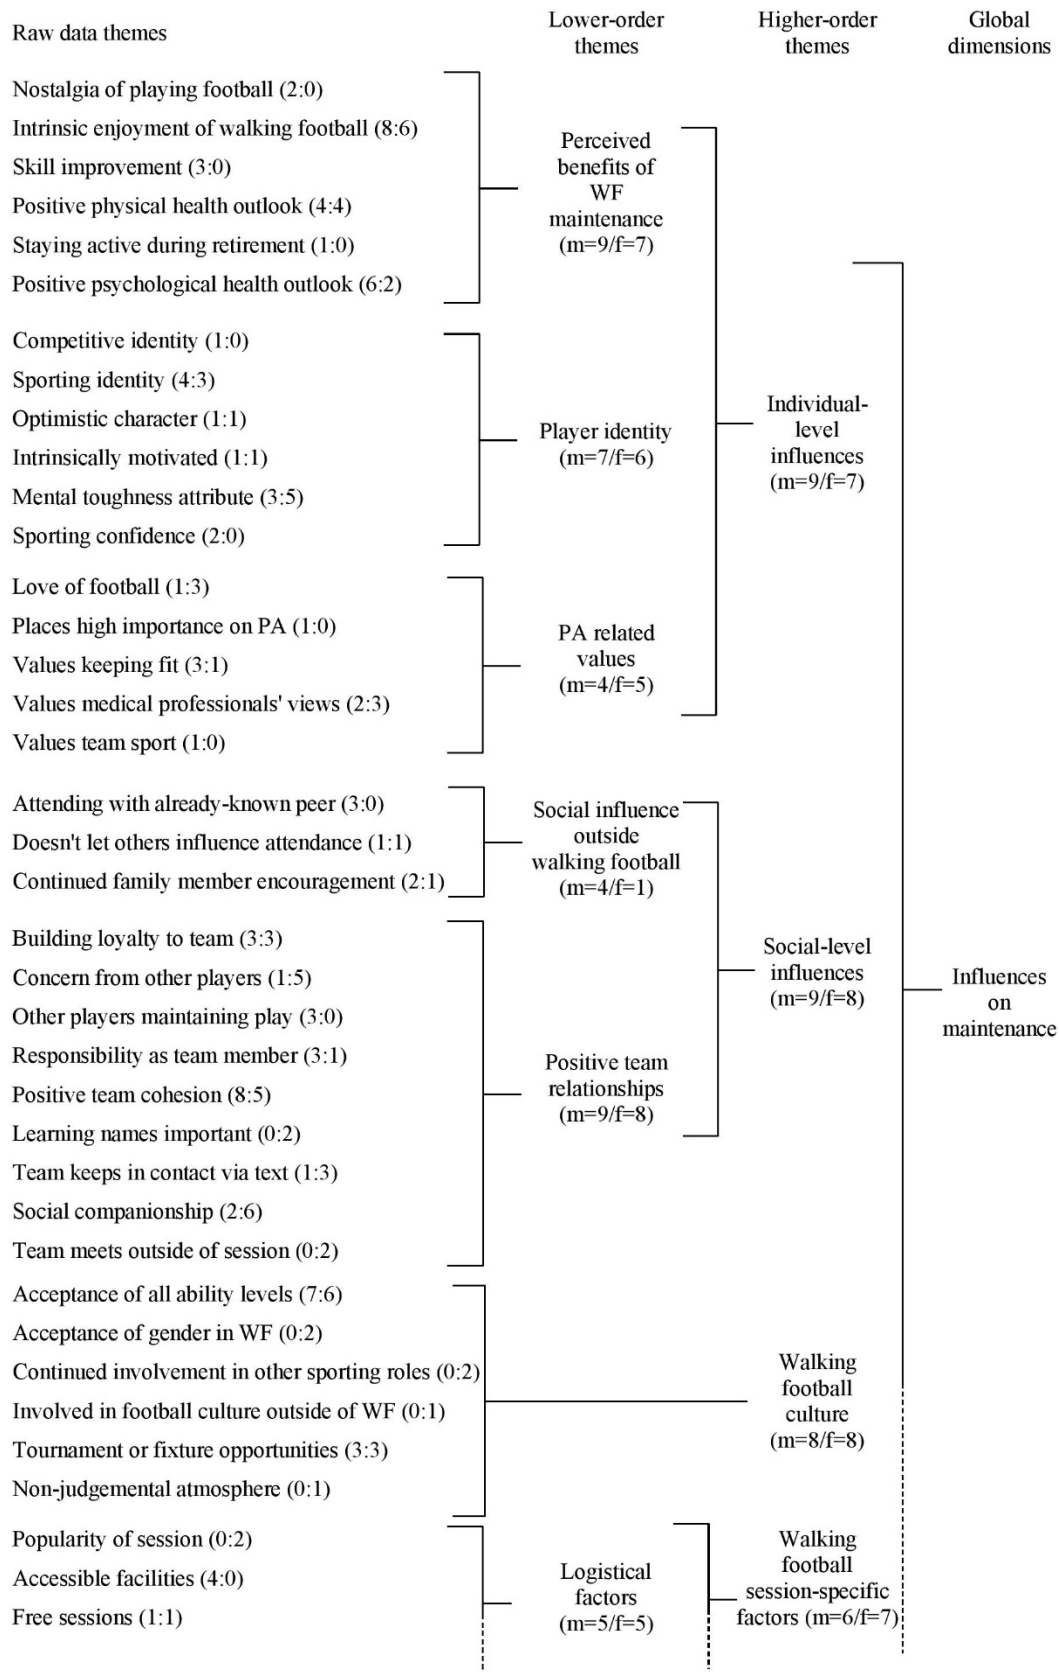 Raw data themes
Lower-order
themes
Higher-order
themes
Global
dimensions
Nostalgia of playing football (2:0)
Intrinsic enjoyment of walking football (8:6)
Skill improvement (3:0)
Positive physical health outlook (4:4)
Staying active during retirement (1:0)
Positive psychological health outlook (6:2)
Perceived
benefits of
WF
maintenance
(m=9/f=7)
Competitive identity (1:0)
Sporting identity (4:3)
Optimistic character (1:1)
Intrinsically motivated (1:1)
Mental toughness attribute (3:5)
Sporting confidence (2:0)
Player identity
(m=7/f=6)
Individual-
level
influences
(m=9/f=7)
Love of football (1:3)
Places high importance on PA (1:0)
Values keeping fit (3:1)
Values medical professionals' views (2:3)
Values team sport (1:0)
PA related
values
(m=4/f=5)
Attending with already-known peer (3:0)
Doesn't let others influence attendance (1:1)
Continued family member encouragement (2:1)
Social influence
outside
walking football
(m=4/f=1)
Building loyalty to team (3:3)
Concern from other players (1:5)
Other players maintaining play (3:0)
Responsibility as team member (3:1)
Positive team cohesion (8:5)
Learning names important (0:2)
Team keeps in contact via text (1:3)
Social companionship (2:6)
Team meets outside of session (0:2)
Positive team
relationships
(m=9/f=8)
Social-level
influences
(m=9/f=8)
Influences
on
maintenance
Acceptance of all ability levels (7:6)
Acceptance of gender in WF (0:2)
Continued involvement in other sporting roles (0:2)
Involved in football culture outside of WF (0:1)
Tournament or fixture opportunities (3:3)
Non-judgemental atmosphere (0:1)
Walking
football
culture
(m=8/f=8)
Popularity of session (0:2)
Accessible facilities (4:0)
Free sessions (1:1)
Logistical
factors
(m=5/f=5)
Walking
football
session-specific
factors (m=6/f=7)